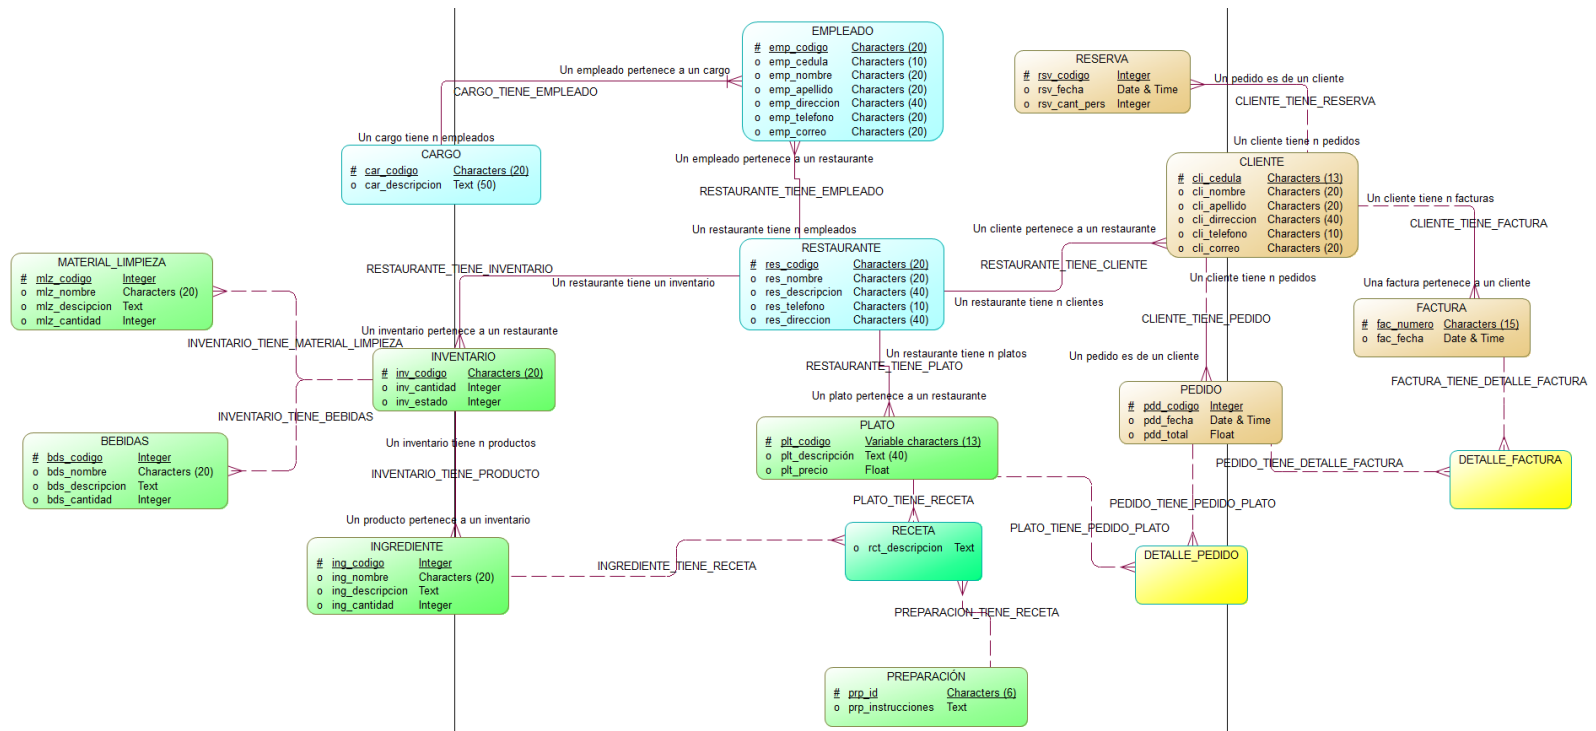 EMPLEADO
# emp_codigo Characters (20)
o emp_cedula Characters (10)
o emp_nombre Characters (20)
o emp_apellido Characters (20)
o emp_direccion Characters (40)
o emp_telefono Characters (20)
o emp_correo Characters (20)
Un empleado pertenece a un cargo
CARGO_TIENE_EMPLEADO
Un cargo tiene n empleados
CARGO
# car_codigo Characters (20)
o car_descripcion Text (50)
Un empleado pertenece a un restaurante
RESTAURANTE_TIENE_EMPLEADO
Un restaurante tiene n empleados
RESERVA
# rsv_codigo Integer
o rsv_fecha Date & Time
o rsv_cant_pers Integer
Un pedido es de un cliente
CLIENTE_TIENE_RESERVA
Un cliente tiene n pedidos
CLIENTE
# cli_cedula Characters (13)
o cli_nombre Characters (20)
o cli_apellido Characters (20)
o cli_dirreccion Characters (40)
o cli_telefono Characters (10)
o cli_correo Characters (20)
Un cliente tiene n facturas
CLIENTE_TIENE_FACTURA
Una factura pertenece a un cliente
FACTURA
# fac_numero Characters (15)
o fac_fecha Date & Time
FACTURA_TIENE_DETALLE_FACTURA
RESTAURANTE
# res_codigo Characters (20)
o res_nombre Characters (20)
o res_descripcion Characters (40)
o res_telefono Characters (10)
o res_direccion Characters (40)
Un cliente pertenece a un restaurante
RESTAURANTE_TIENE_CLIENTE
Un restaurante tiene n clientes
RESTAURANTE_TIENE_INVENTARIO
Un restaurante tiene un inventario
Un inventario pertenece a un restaurante
MATERIAL_LIMPIEZA
# mlz_codigo Integer
o mlz_nombre Characters (20)
o mlz_descipcion Text
o mlz_cantidad Integer
INVENTARIO_TIENE_MATERIAL_LIMPIEZA
INVENTARIO
# inv_codigo Characters (20)
o inv_cantidad Integer
o inv_estado Integer
INVENTARIO_TIENE_BEBIDAS
BEBIDAS
# bds_codigo Integer
o bds_nombre Characters (20)
o bds_descripcion Text
o bds_cantidad Integer
Un inventario tiene n productos
INVENTARIO_TIENE_PRODUCTO
Un producto pertenece a un inventario
INGREDIENTE
# ing_codigo Integer
o ing_nombre Characters (20)
o ing_descripcion Text
o ing_cantidad Integer
Un restaurante tiene n platos
RESTAURANTE_TIENE_PLATO
Un plato pertenece a un restaurante
PLATO
# plt_codigo Variable characters (13)
o plt_descripción Text (40)
o plt_precio Float
Un cliente tiene n pedidos
CLIENTE_TIENE_PEDIDO
Un pedido es de un cliente
PEDIDO
# pdd_codigo Integer
o pdd_fecha Date & Time
o pdd_total Float
PEDIDO_TIENE_DETALLE_FACTURA
DETALLE_FACTURA
PLATO_TIENE_RECETA
PEDIDO_TIENE_PEDIDO_PLATO
PLATO_TIENE_PEDIDO_PLATO
RECETA
o rct_descripcion Text
DETALLE_PEDIDO
INGREDIENTE_TIENE_RECETA
PREPARACIÓN_TIENE_RECETA
PREPARACIÓN
# prp_id Characters (6)
o prp_instrucciones Text